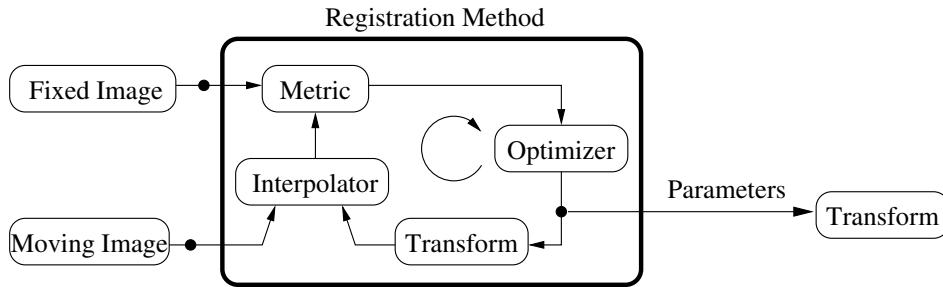 Registration Method
Fixed Image
Metric
Optimizer
Interpolator
Parameters
Moving Image
Transform
Transform